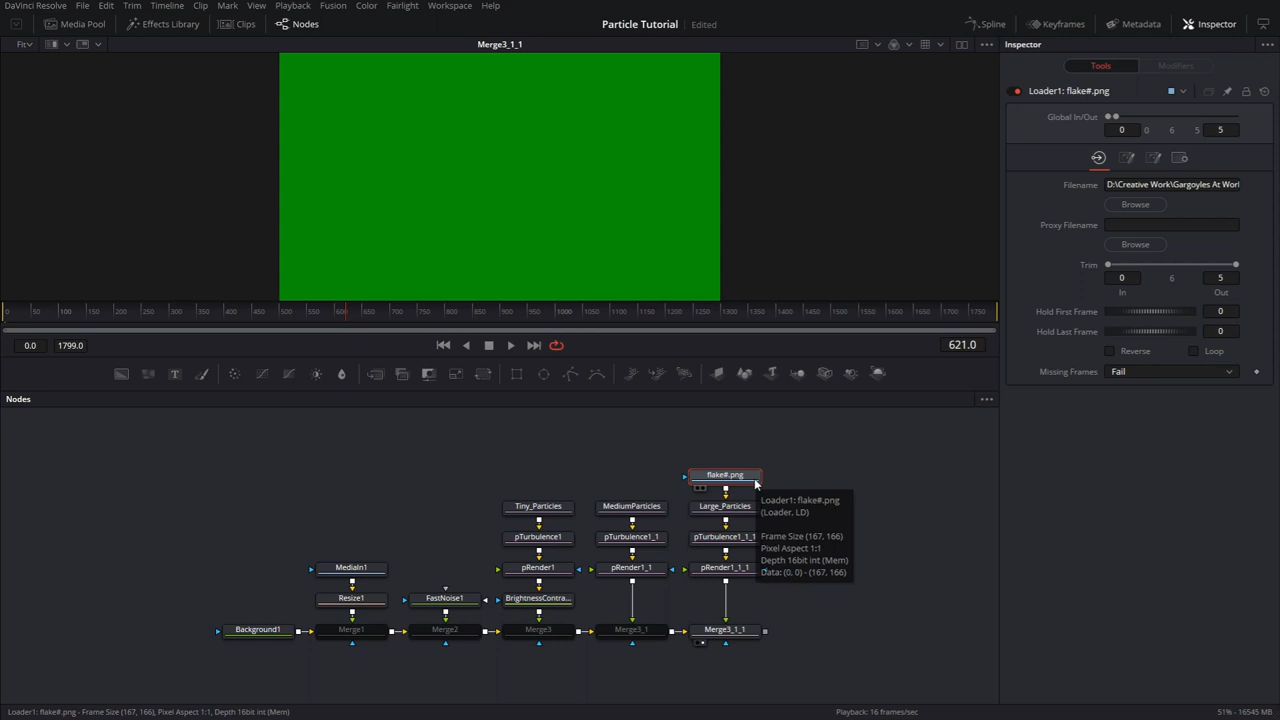 DaVinci Resolve File Edit Trim Timeline Clip Mark View Playback Fusion Color Fairlight Workspace Help
Media Pool Effects Library Clips Nodes Particle Tutorial Edited Spline Keyframes Metadata Inspector
Fit Merge3_1_1 Inspector
Tools Modifiers
Loader1: flake#.png
Global In/Out
0 0 6 5 5
Filename D:\Creative Work\Gargoyles At Worl
Browse
Proxy Filename
Browse
Trim
0 6 5
In Out
Hold First Frame 0
Hold Last Frame 0
Reverse Loop
Missing Frames Fail
0 50 100 150 200 250 300 350 400 450 500 550 600 650 700 750 800 850 900 950 1000 1050 1100 1150 1200 1250 1300 1350 1400 1450 1500 1550 1600 1650 1700 1750
0.0 1799.0 621.0
Nodes
flake#.png
Loader1: flake#.png
(Loader, LD)
Frame Size (167, 166)
Pixel Aspect 1:1
Depth 16bit int (Mem)
Data: (0, 0) - (167, 166)
Tiny_Particles MediumParticles Large_Particles
pTurbulence1 pTurbulence1_1 pTurbulence1_1_1
MediaIn1 pRender1 pRender1_1 pRender1_1_1
Resize1 FastNoise1 BrightnessContra...
Background1 Merge1 Merge2 Merge3 Merge3_1 Merge3_1_1
Loader1: flake#.png - Frame Size (167, 166), Pixel Aspect 1:1, Depth 16bit int (Mem) Playback: 16 frames/sec 51% - 16545 MB